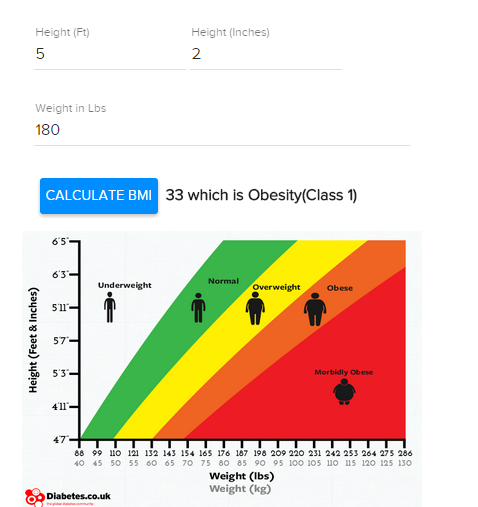 Height (Ft) Height (Inches)
5 2
Weight in Lbs
180
CALCULATE BMI 33 which is Obesity(Class 1)
6'5"
6'3"
5'11"
5'7"
5'3"
4'11"
4'7"
Height (Feet & Inches)
Underweight
Normal
Overweight
Obese
Morbidly Obese
88 99 110 121 132 143 154 165 176 187 198 209 220 231 242 253 264 275 286
40 45 50 55 60 65 70 75 80 85 90 95 100 105 110 115 120 125 130
Weight (lbs)
Weight (kg)
Diabetes.co.uk
the global diabetes community